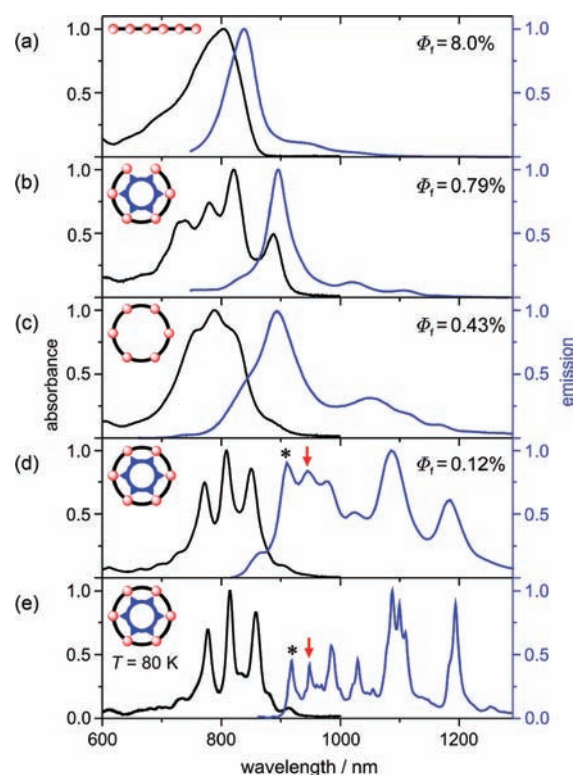 (a)
1.0
0.5
Φf = 8.0%
1.0
0.5
(b)
1.0
0.5
Φf = 0.79%
1.0
0.5
(c)
1.0
0.5
Φf = 0.43%
1.0
0.5
absorbance
emission
(d)
1.0
0.5
*
Φf = 0.12%
1.0
0.5
(e)
1.0
0.5
0.0
T = 80 K
*
1.0
0.5
0.0
600 800 1000 1200
wavelength / nm